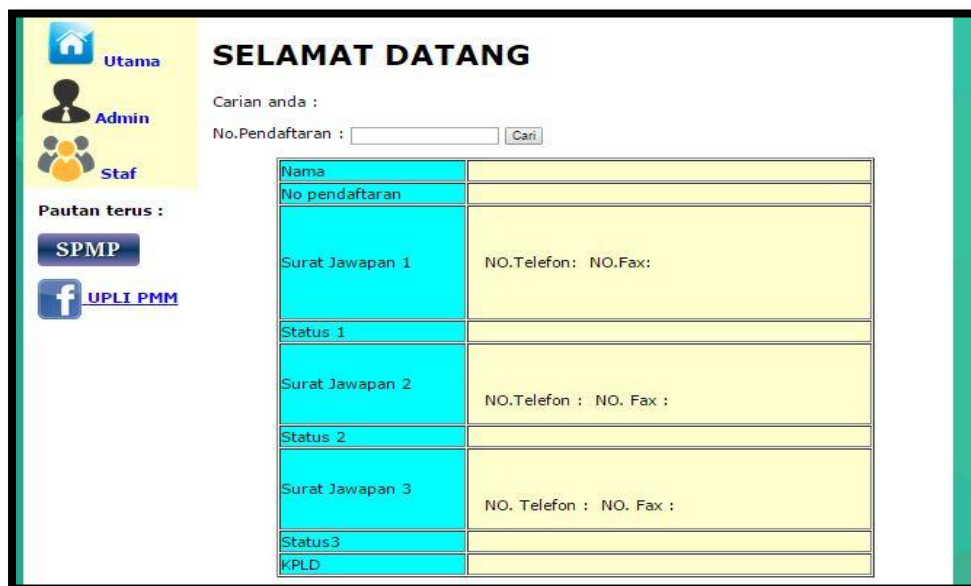 Utama
Admin
Staf
Pautan terus :
SPMP
UPLI PMM
SELAMAT DATANG
Carian anda :
No.Pendaftaran : Cari
Nama
No pendaftaran
Surat Jawapan 1 NO.Telefon: NO.Fax:
Status 1
Surat Jawapan 2 NO.Telefon : NO. Fax :
Status 2
Surat Jawapan 3 NO. Telefon : NO. Fax :
Status3
KPLD